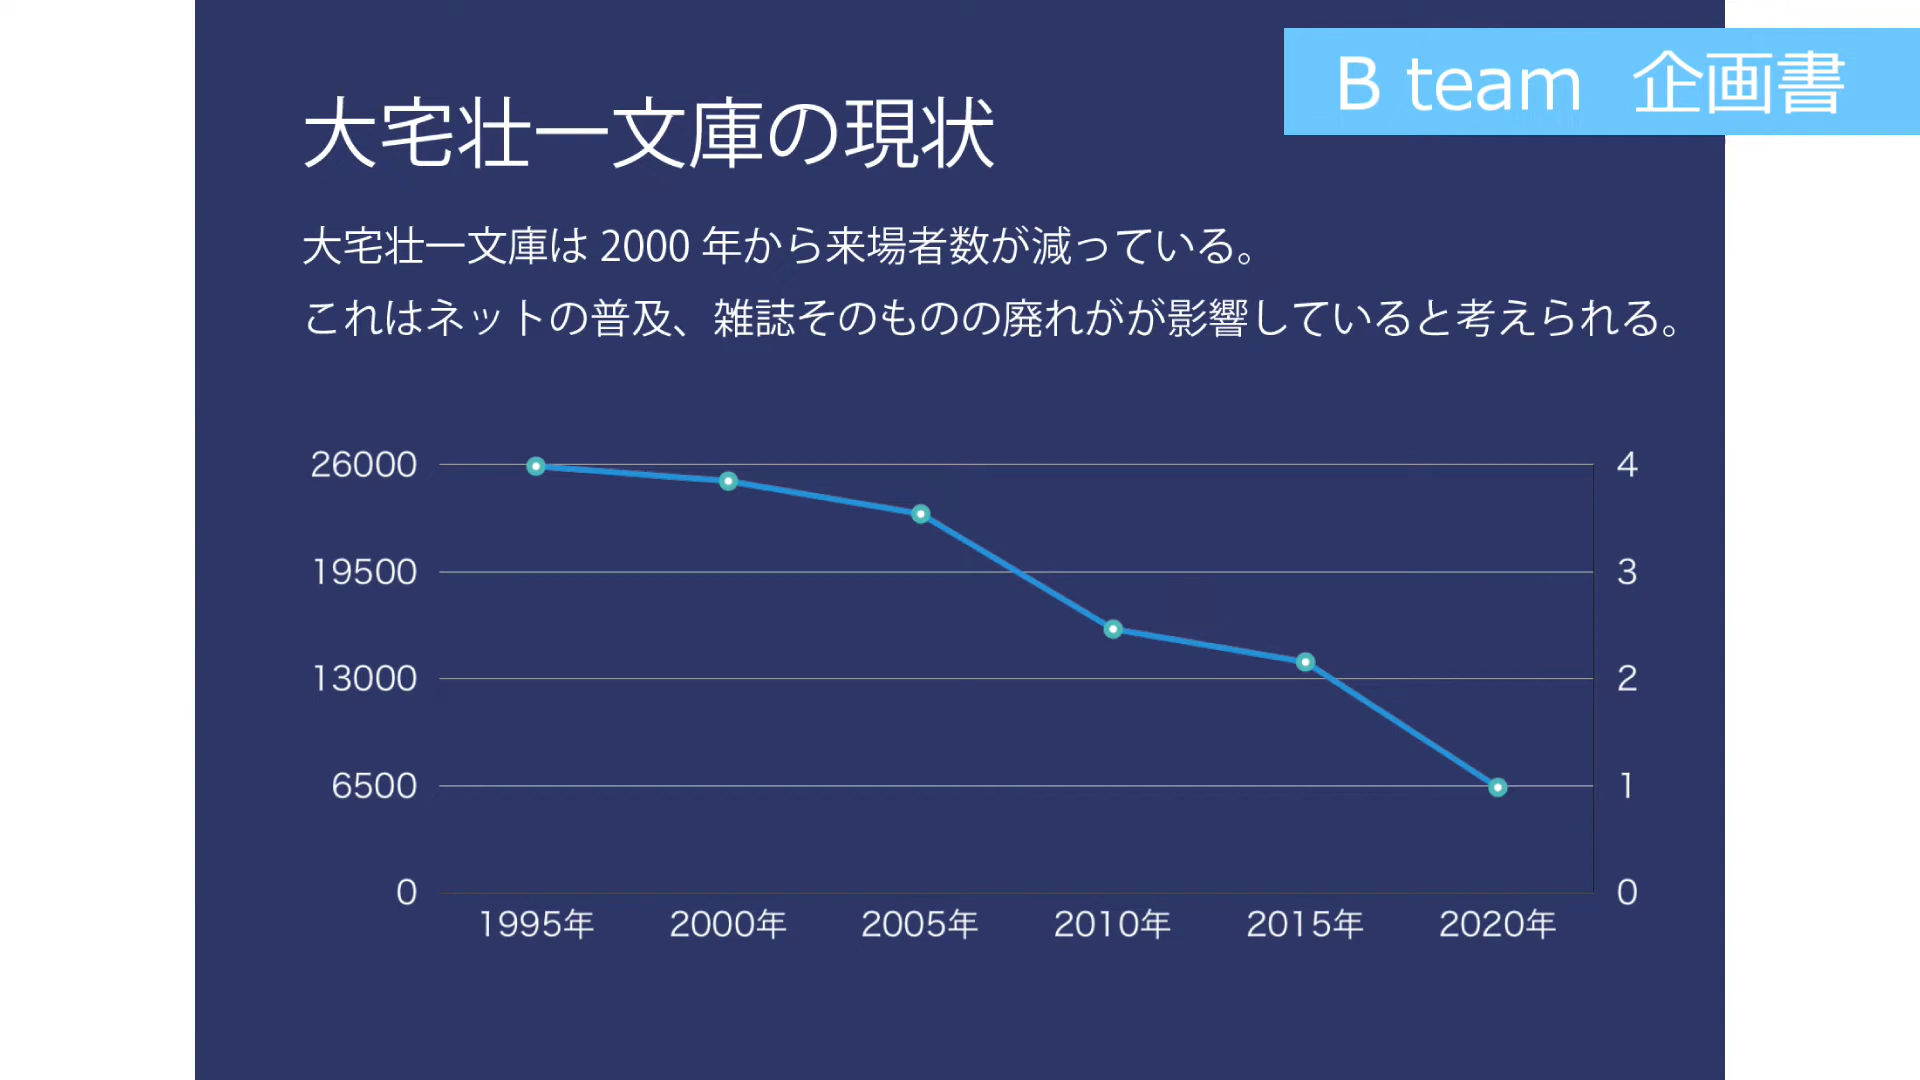 B team 企画書
大宅壮一文庫の現状
大宅壮一文庫は 2000 年から来場者数が減っている。
これはネットの普及、雑誌そのものの廃れがが影響していると考えられる。
26000
4
19500
3
13000
2
6500
1
0
0
1995年 2000年 2005年 2010年 2015年 2020年